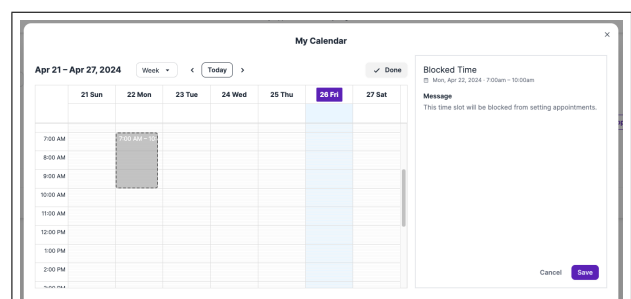 My Calendar
×
Apr 21 – Apr 27, 2024 Week Today Done
21 Sun 22 Mon 23 Tue 24 Wed 25 Thu 26 Fri 27 Sat
7:00 AM 7:00 AM – 10
8:00 AM
9:00 AM
10:00 AM
11:00 AM
12:00 PM
1:00 PM
2:00 PM
Blocked Time
Mon, Apr 22, 2024 · 7:00am – 10:00am
Message
This time slot will be blocked from setting appointments.
Cancel Save